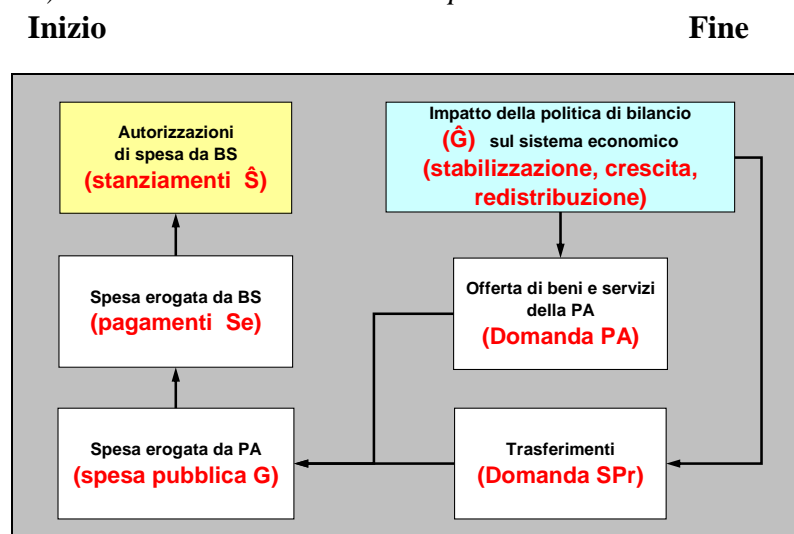 Inizio
Fine
Autorizzazioni
di spesa da BS
(stanziamenti Ŝ)
Impatto della politica di bilancio
(Ĝ) sul sistema economico
(stabilizzazione, crescita,
redistribuzione)
Spesa erogata da BS
(pagamenti Se)
Offerta di beni e servizi
della PA
(Domanda PA)
Spesa erogata da PA
(spesa pubblica G)
Trasferimenti
(Domanda SPr)